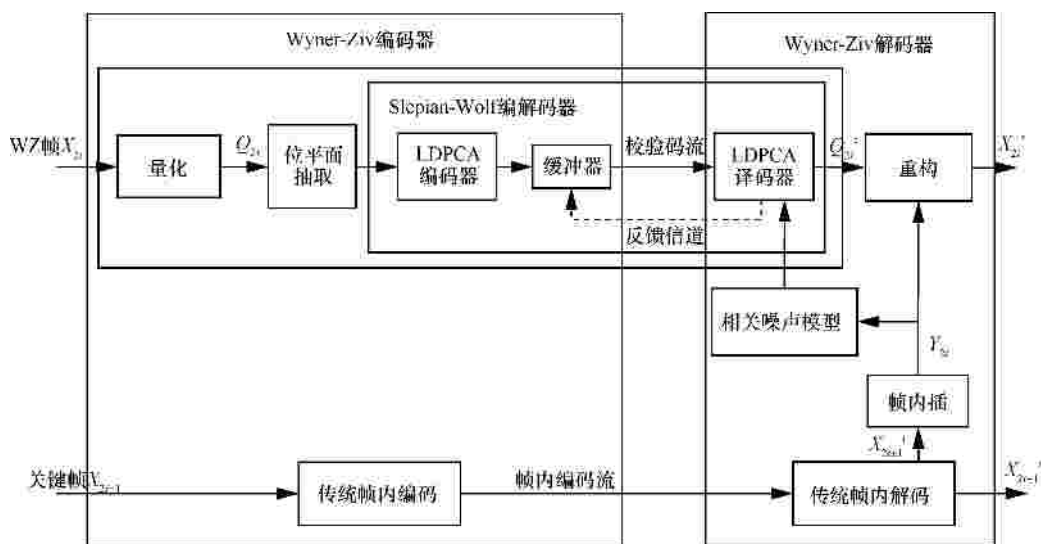 Wyner-Ziv编码器
Wyner-Ziv解码器
Slepian-Wolf编解码器
WZ帧X₂ᵢ
量化
Q₂ᵢ
位平面
抽取
LDPCA
编码器
缓冲器
校验码流
LDPCA
译码器
Q₂ᵢ'
重构
X₂ᵢ'
反馈信道
相关噪声模型
Y₂ᵢ
帧内插
关键帧X₂ᵢ₋₁
传统帧内编码
帧内编码流
传统帧内解码